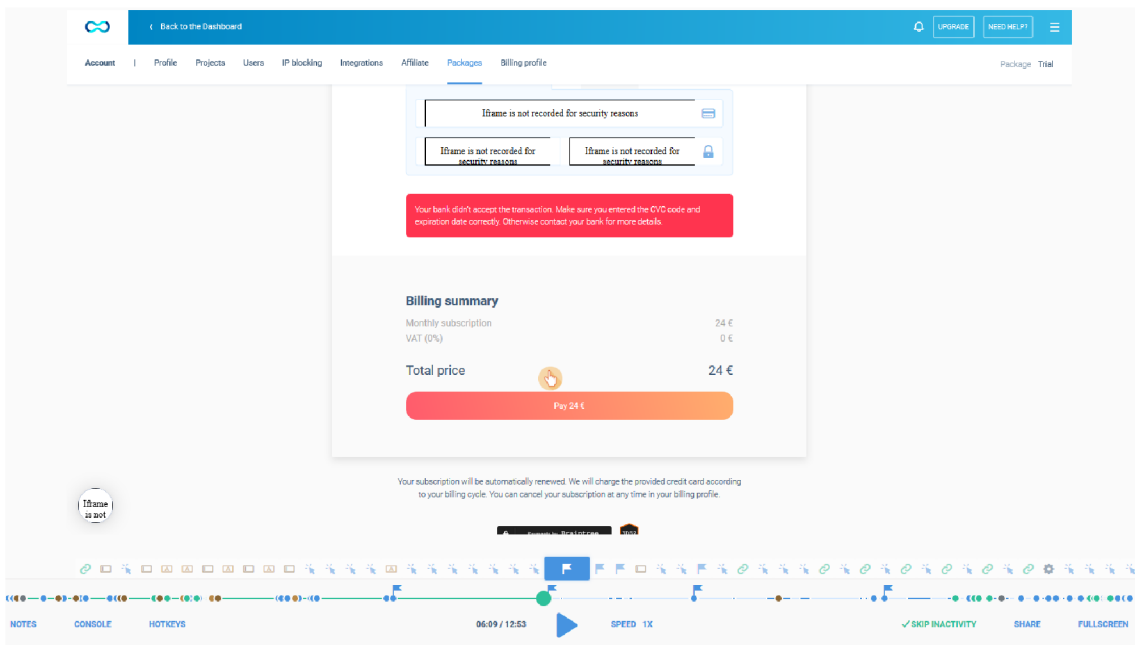 Back to the Dashboard
UPGRADE
NEED HELP?
Account | Profile Projects Users IP blocking Integrations Affiliate Packages Billing profile
Package Trial
Iframe is not recorded for security reasons
Iframe is not recorded for
security reasons
Iframe is not recorded for
security reasons
Your bank didn't accept the transaction. Make sure you entered the CVC code and
expiration date correctly. Otherwise contact your bank for more details.
Billing summary
Monthly subscription 24 €
VAT (0%) 0 €
Total price 24 €
Pay 24 €
Your subscription will be automatically renewed. We will charge the provided credit card according
to your billing cycle. You can cancel your subscription at any time in your billing profile.
Iframe
is not
Braintree
NOTES CONSOLE HOTKEYS 06:09 / 12:53 SPEED 1X SKIP INACTIVITY SHARE FULLSCREEN